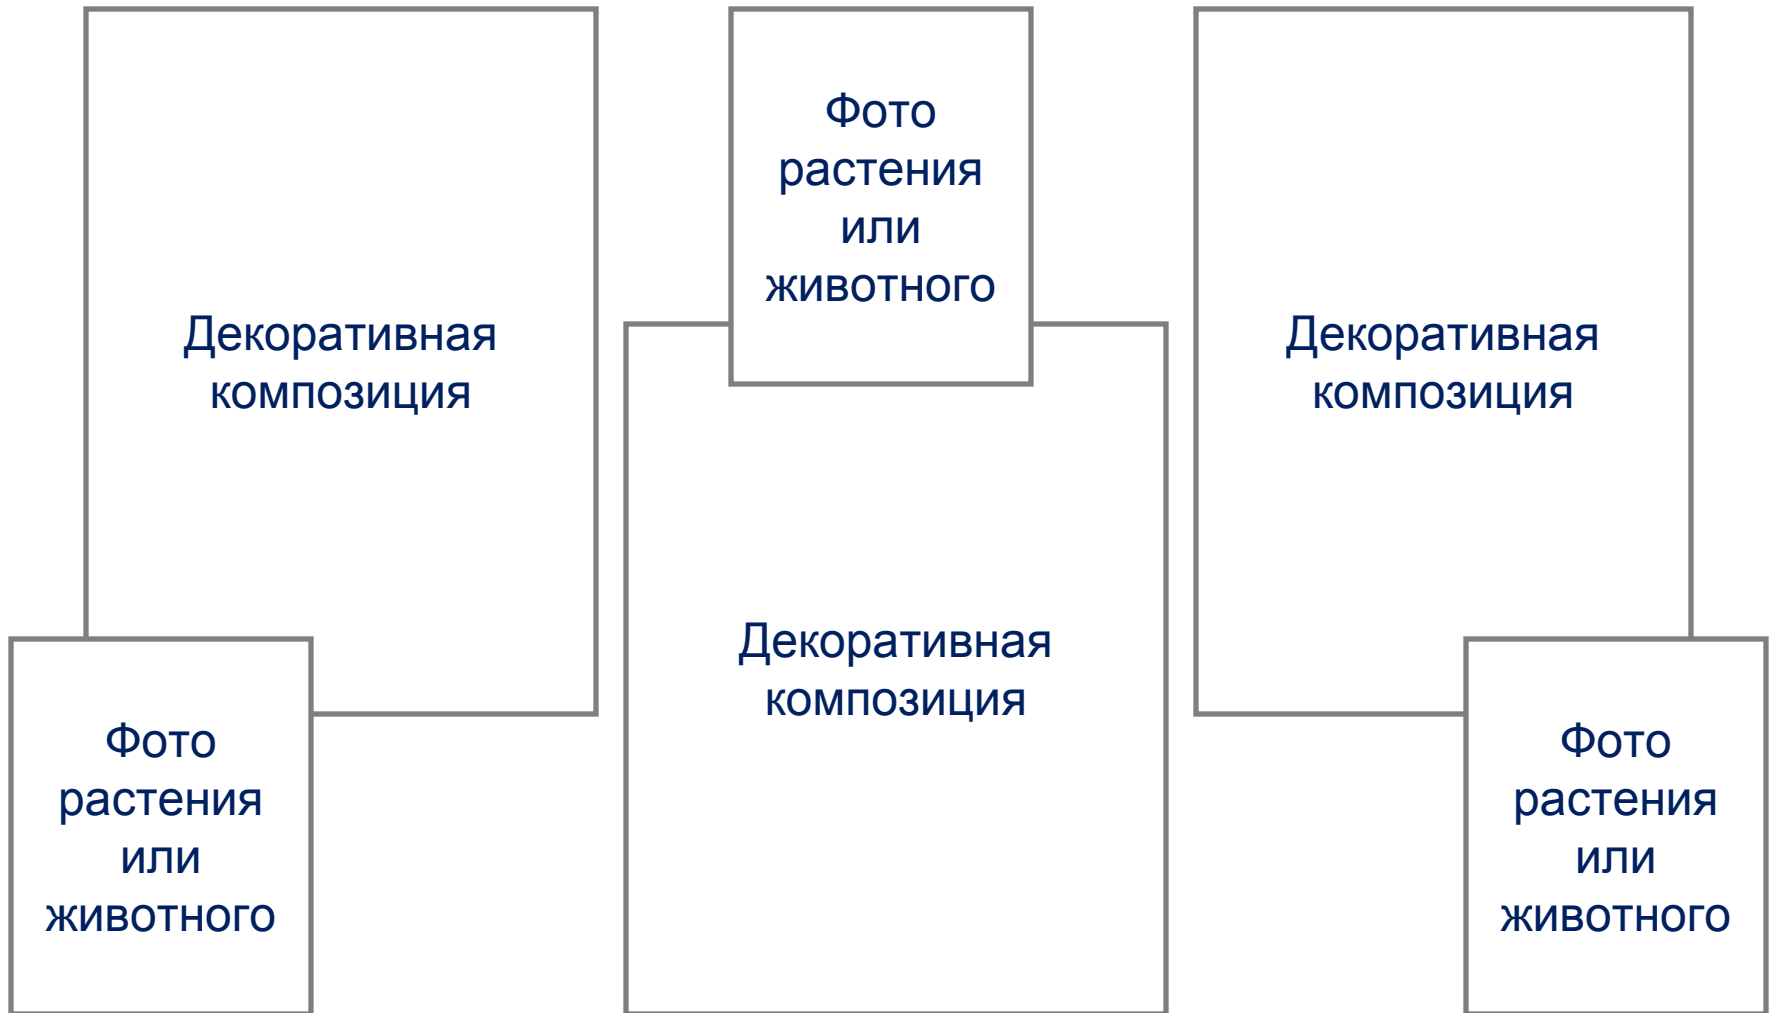 Декоративная
композиция
Фото
растения
или
животного
Фото
растения
или
животного
Декоративная
композиция
Декоративная
композиция
Фото
растения
или
животного